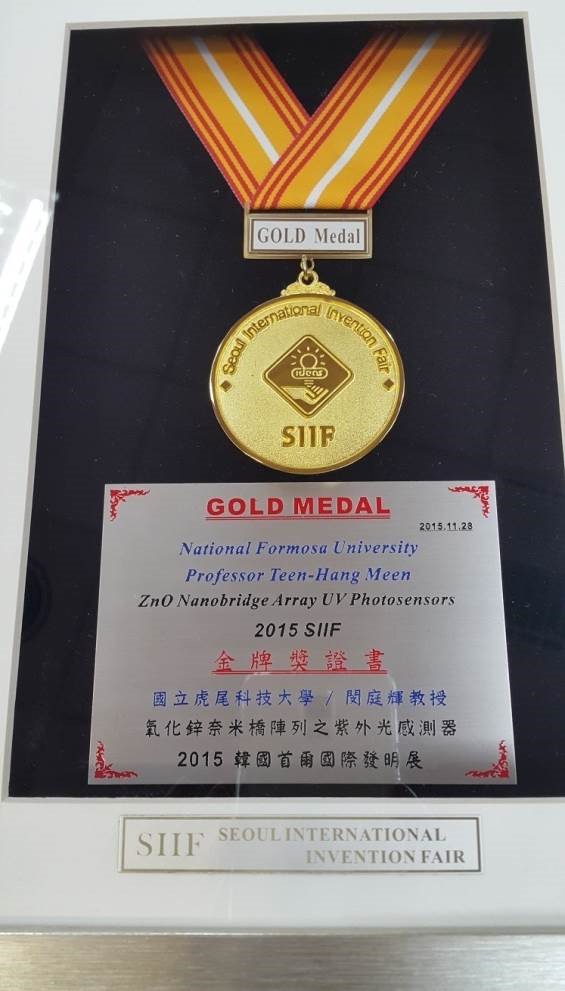 GOLD Medal
Seoul International Invention Fair
ideas
SIIF
GOLD MEDAL
2015.11.28
National Formosa University
Professor Teen-Hang Meen
ZnO Nanobridge Array UV Photosensors
2015 SIIF
金牌獎證書
國立虎尾科技大學 / 閔庭輝教授
氧化鋅奈米橋陣列之紫外光感測器
2015 韓國首爾國際發明展
SIIF SEOUL INTERNATIONAL
INVENTION FAIR